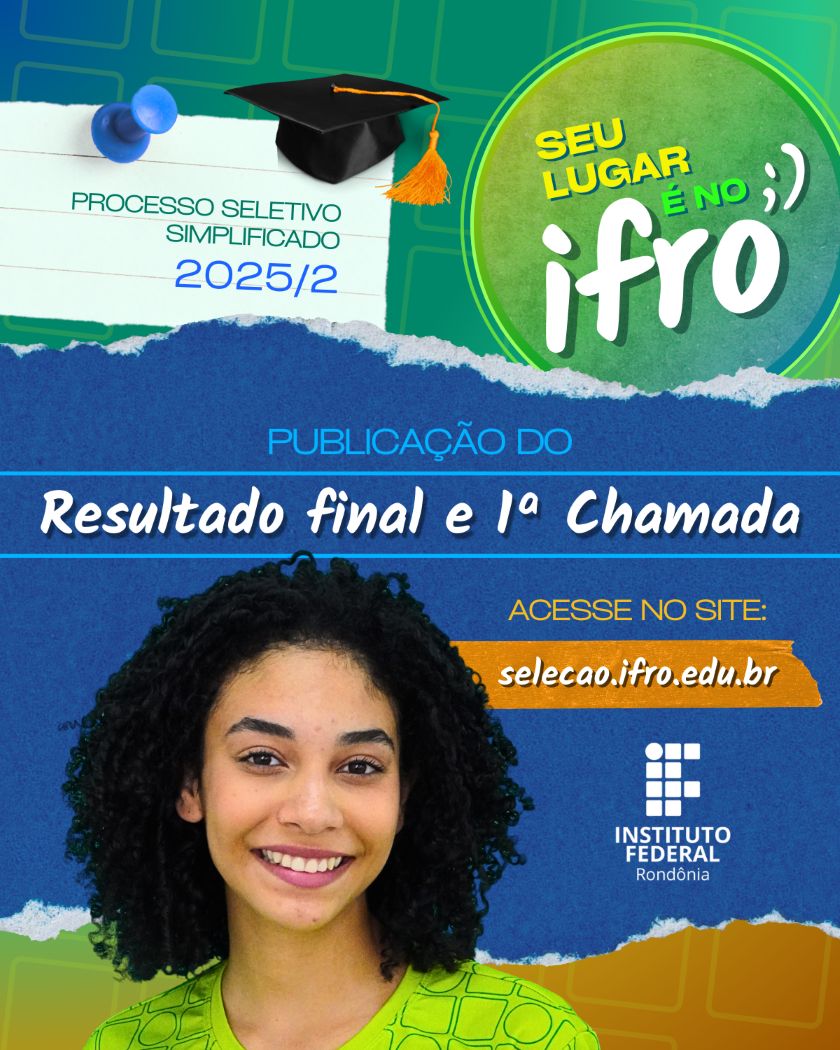 PROCESSO SELETIVO
SIMPLIFICADO
2025/2
SEU
LUGAR
É NO ;)
ifro
PUBLICAÇÃO DO
Resultado final e 1ª Chamada
ACESSE NO SITE:
selecao.ifro.edu.br
INSTITUTO
FEDERAL
Rondônia